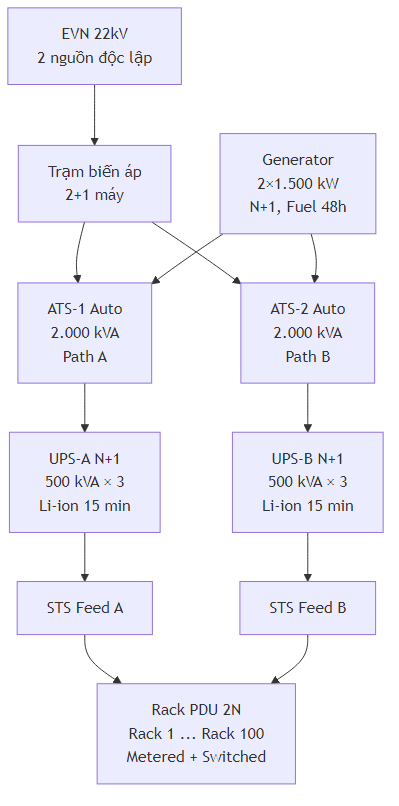 EVN 22kV
2 nguồn độc lập
Trạm biến áp
2+1 máy
Generator
2×1.500 kW
N+1, Fuel 48h
ATS-1 Auto
2.000 kVA
Path A
ATS-2 Auto
2.000 kVA
Path B
UPS-A N+1
500 kVA × 3
Li-ion 15 min
UPS-B N+1
500 kVA × 3
Li-ion 15 min
STS Feed A
STS Feed B
Rack PDU 2N
Rack 1 ... Rack 100
Metered + Switched